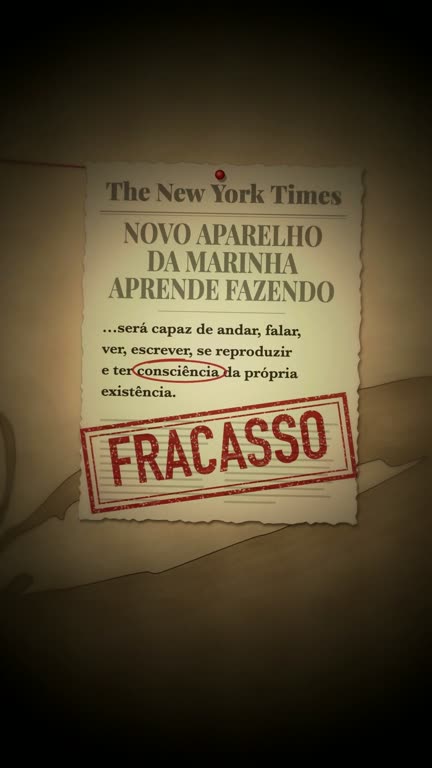 The New York Times
NOVO APARELHO
DA MARINHA
APRENDE FAZENDO
...será capaz de andar, falar,
ver, escrever, se reproduzir
e ter consciência da própria
existência.
FRACASSO